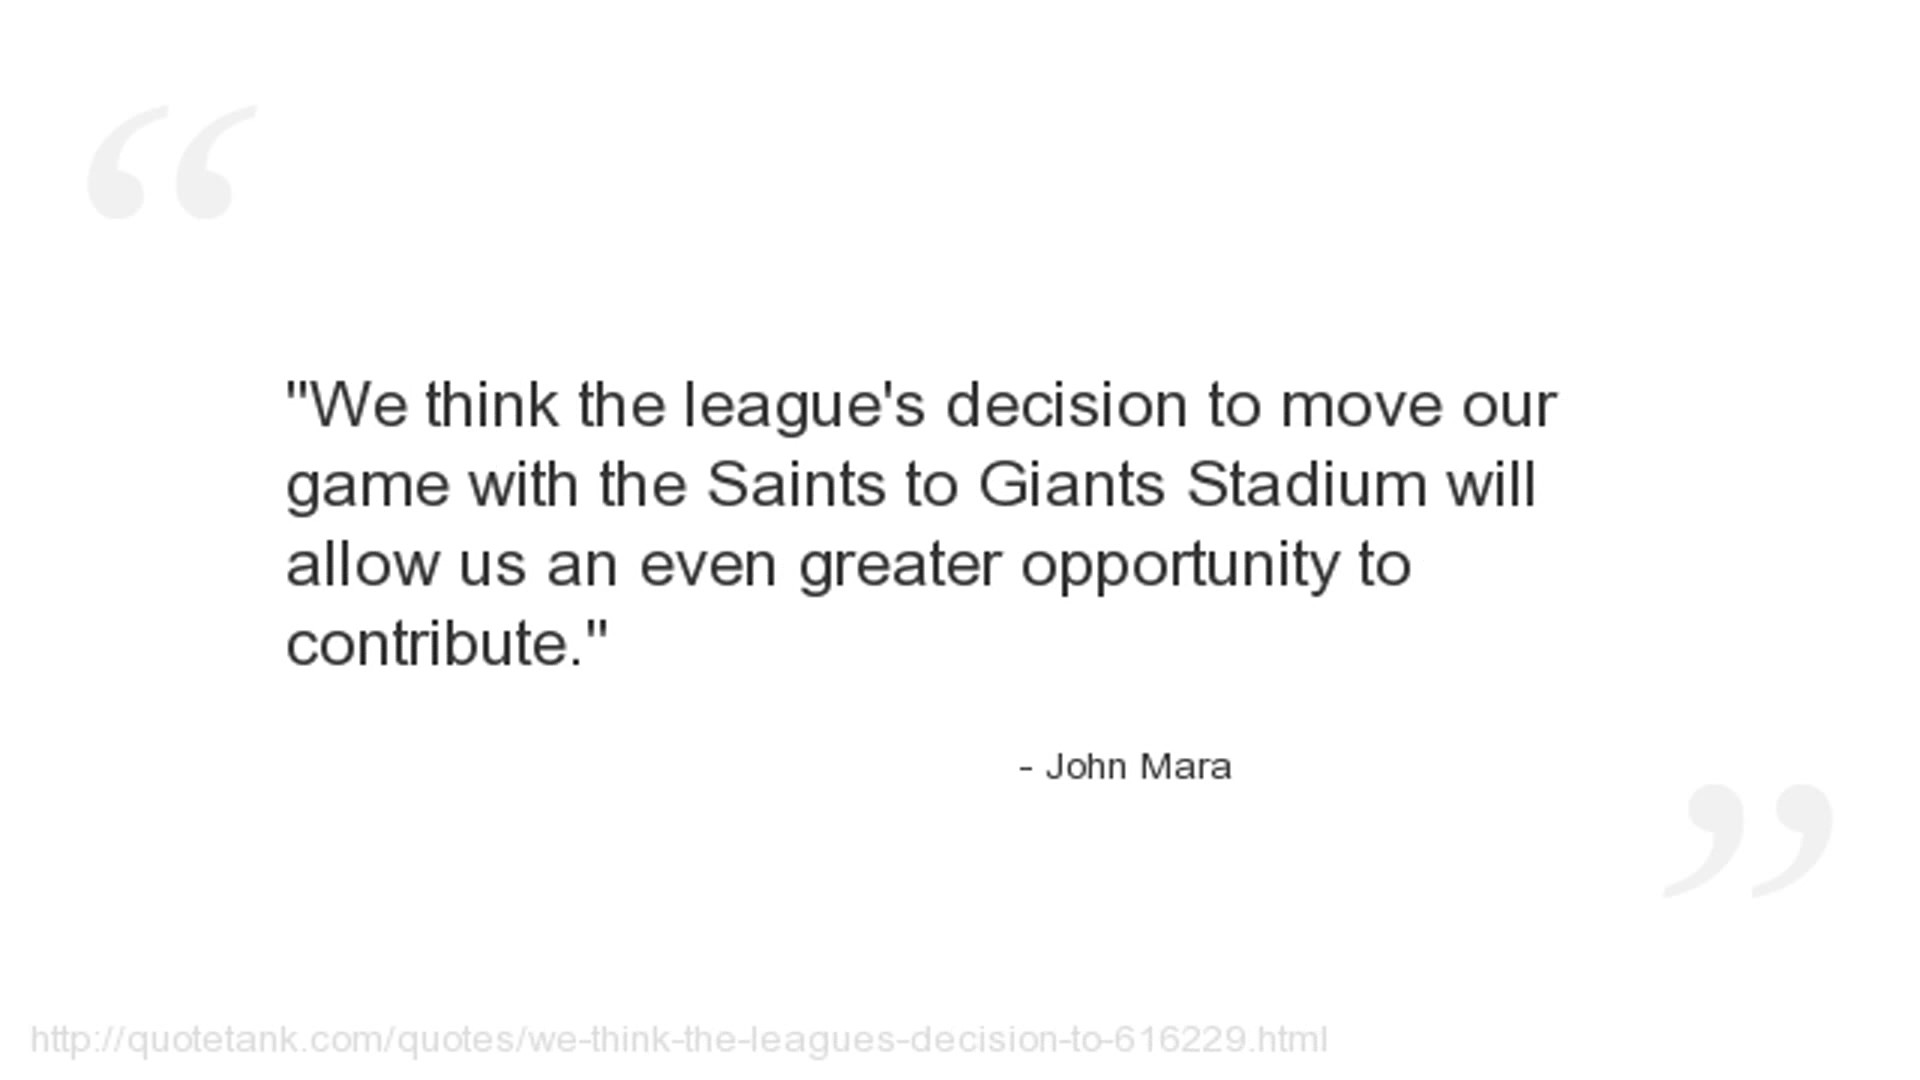 "We think the league's decision to move our
game with the Saints to Giants Stadium will
allow us an even greater opportunity to
contribute."
- John Mara
http://quotetank.com/quotes/we-think-the-leagues-decision-to-616229.html